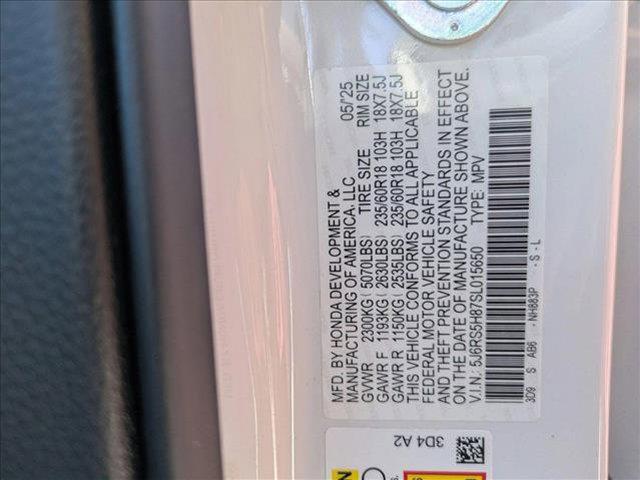 MFD. BY HONDA DEVELOPMENT &
MANUFACTURING OF AMERICA, LLC 05/'25
GVWR 2300KG (5070LBS) TIRE SIZE RIM SIZE
GAWR F 1193KG (2630LBS) 235/60R18 103H 18X7.5J
GAWR R 1150KG (2535LBS) 235/60R18 103H 18X7.5J
THIS VEHICLE CONFORMS TO ALL APPLICABLE
FEDERAL MOTOR VEHICLE SAFETY
AND THEFT PREVENTION STANDARDS IN EFFECT
ON THE DATE OF MANUFACTURE SHOWN ABOVE.
V.I.N.: 5J6RS5H87SL015650 TYPE: MPV
3D9 S AB6 -NH883P -S-L
3D4 A2